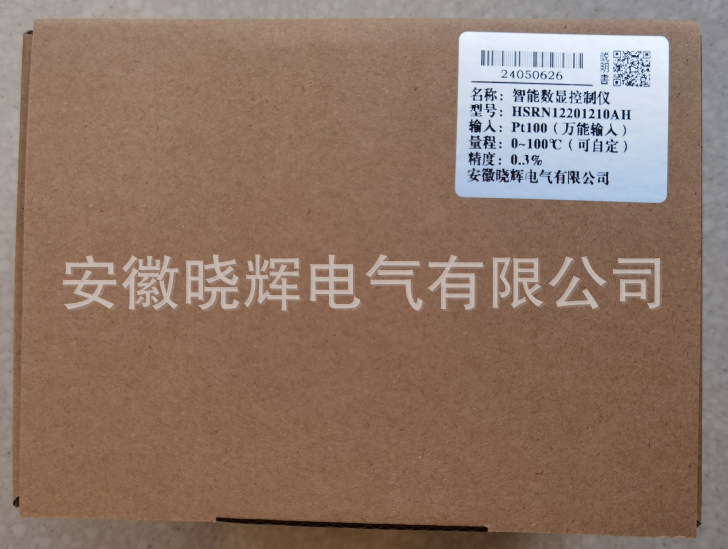 24050626
説明書
名称：智能数显控制仪
型号：HSRN12201210AH
输入：Pt100（万能输入）
量程：0~100℃（可自定）
精度：0.3%
安徽晓辉电气有限公司
安徽晓辉电气有限公司